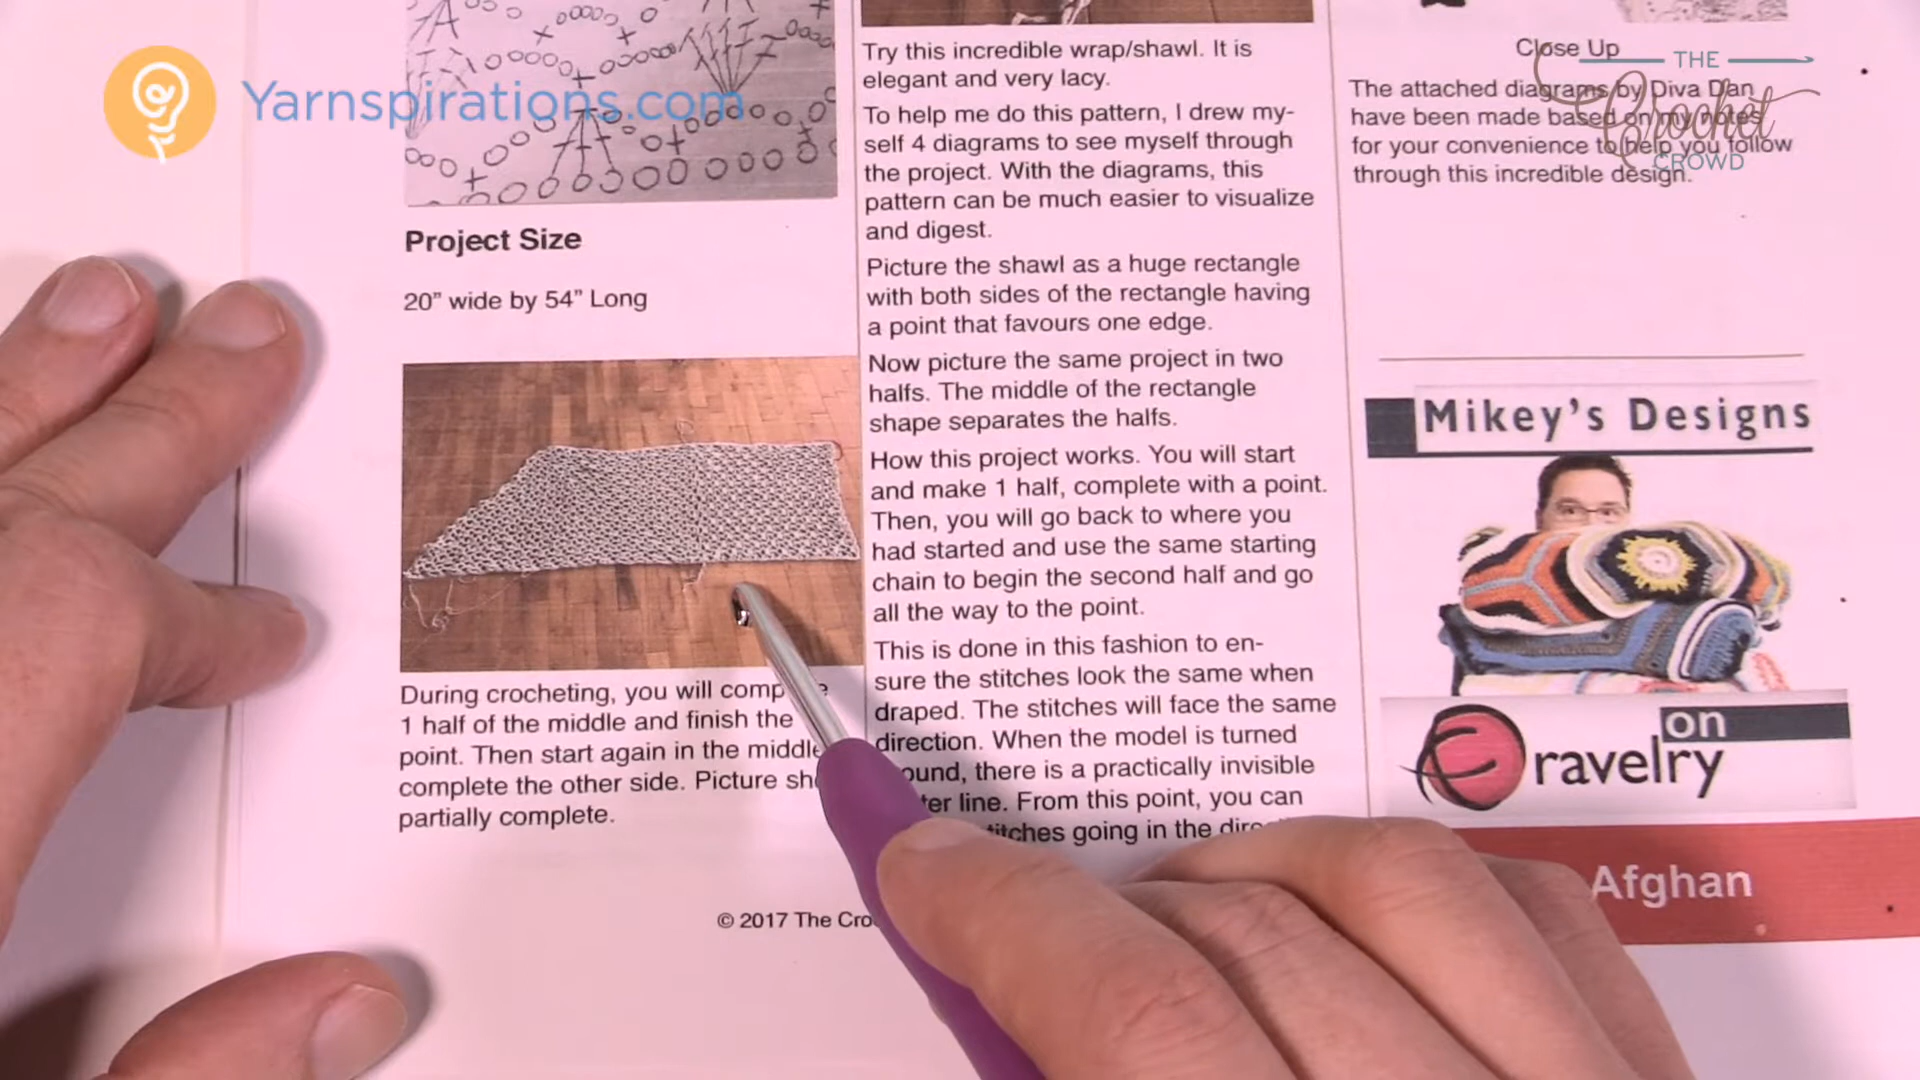 Yarnspirations.com
Project Size
20” wide by 54” Long
During crocheting, you will
1 half of the middle and finish the
point. Then start again in the middle
complete the other side. Picture
partially complete.
Try this incredible wrap/shawl. It is
elegant and very lacy.
To help me do this pattern, I drew my-
self 4 diagrams to see myself through
the project. With the diagrams, this
pattern can be much easier to visualize
and digest.
Picture the shawl as a huge rectangle
with both sides of the rectangle having
a point that favours one edge.
Now picture the same project in two
halfs. The middle of the rectangle
shape separates the halfs.
How this project works. You will start
and make 1 half, complete with a point.
Then, you will go back to where you
had started and use the same starting
chain to begin the second half and go
all the way to the point.
This is done in this fashion to en-
sure the stitches look the same when
draped. The stitches will face the same
direction. When the model is turned
there is a practically invisible
line. From this point, you can
going in the
Close Up
The attached diagrams by Diva Dan
have been made based on my notes
for your convenience to help you follow
through this incredible design.
THE
Crochet
CROWD
Mikey's Designs
on
ravelry
Afghan
© 2017 The